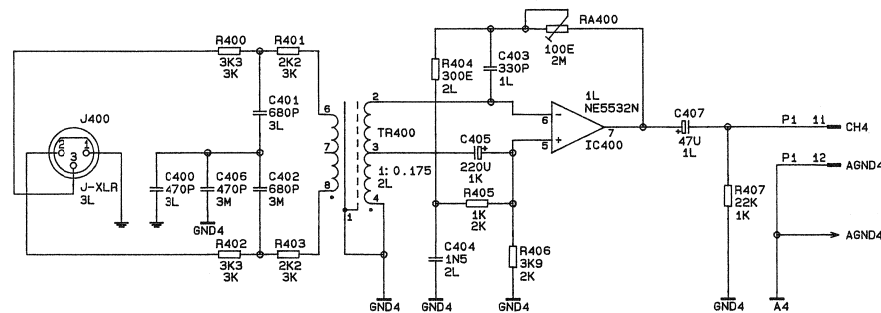 RA400
100E
2M
R400
3K3
3K
R401
2K2
3K
R404
300E
2L
C403
330P
1L
1L
NE5532N
6
5
7
IC400
C401
680P
3L
J400
2
1
3
J-XLR
3L
6
7
8
2
3
4
1
TR400
1:0.175
2L
C405
220U
1K
C407
47U
1L
P1 11
CH4
P1 12
AGND4
C400
470P
3L
C406
470P
3M
GND4
C402
680P
3M
R405
1K
2K
R407
22K
1K
AGND4
R402
3K3
3K
R403
2K2
3K
C404
1N5
2L
R406
3K9
2K
GND4
GND4
GND4
GND4
A4